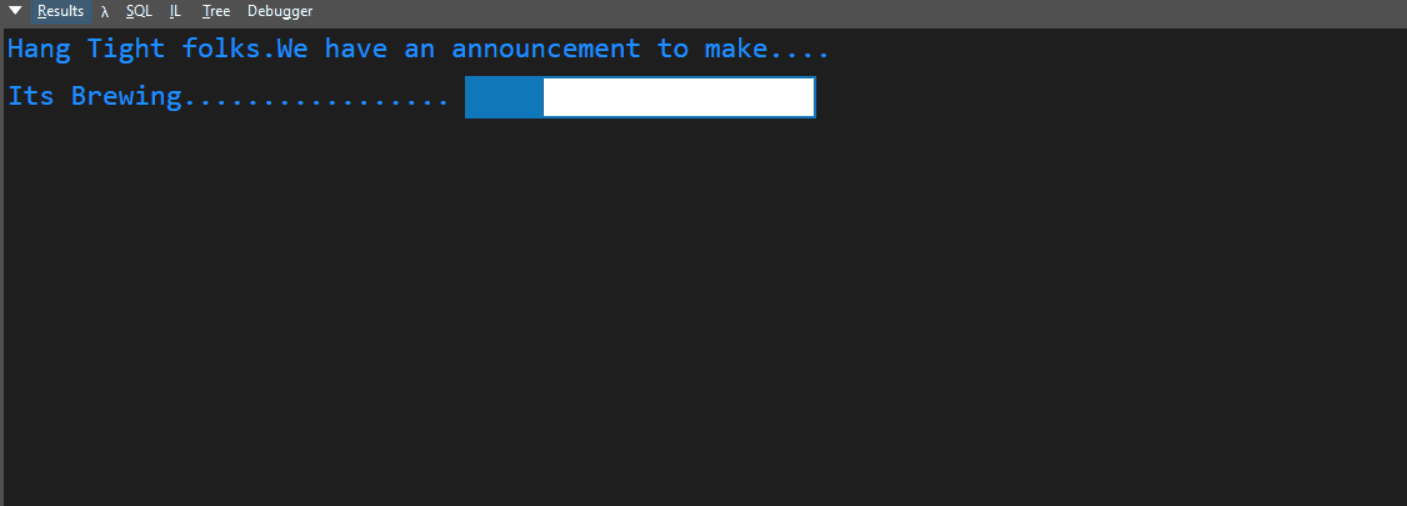 Results λ SQL IL Tree Debugger
Hang Tight folks.We have an announcement to make....
Its Brewing.................